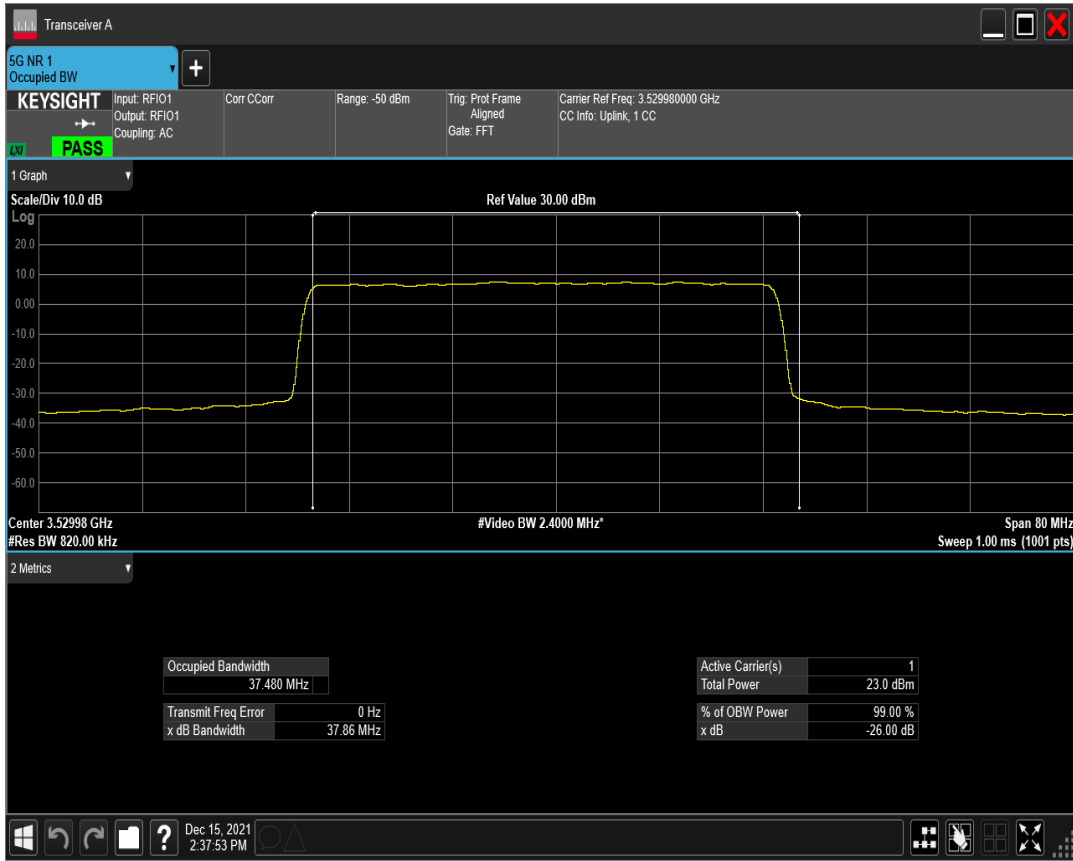 Transceiver A
5G NR 1
Occupied BW
KEYSIGHT
Input: RFIO1
Output: RFIO1
Coupling: AC
Corr CCorr
Range: -50 dBm
Trig: Prot Frame
Aligned
Gate: FFT
Carrier Ref Freq: 3.529980000 GHz
CC Info: Uplink, 1 CC
LXI
PASS
1 Graph
Scale/Div 10.0 dB
Ref Value 30.00 dBm
Log
20.0
10.0
0.00
-10.0
-20.0
-30.0
-40.0
-50.0
-60.0
Center 3.52998 GHz
#Video BW 2.4000 MHz*
Span 80 MHz
#Res BW 820.00 kHz
Sweep 1.00 ms (1001 pts)
2 Metrics
Occupied Bandwidth
37.480 MHz
Transmit Freq Error 0 Hz
x dB Bandwidth 37.86 MHz
Active Carrier(s) 1
Total Power 23.0 dBm
% of OBW Power 99.00 %
x dB -26.00 dB
?
Dec 15, 2021
2:37:53 PM